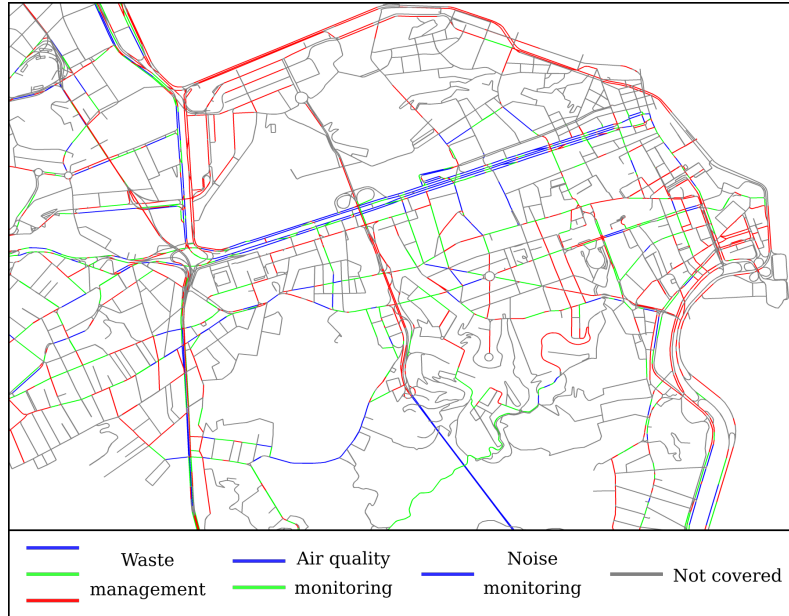 Waste
management
Air quality
monitoring
Noise
monitoring
Not covered